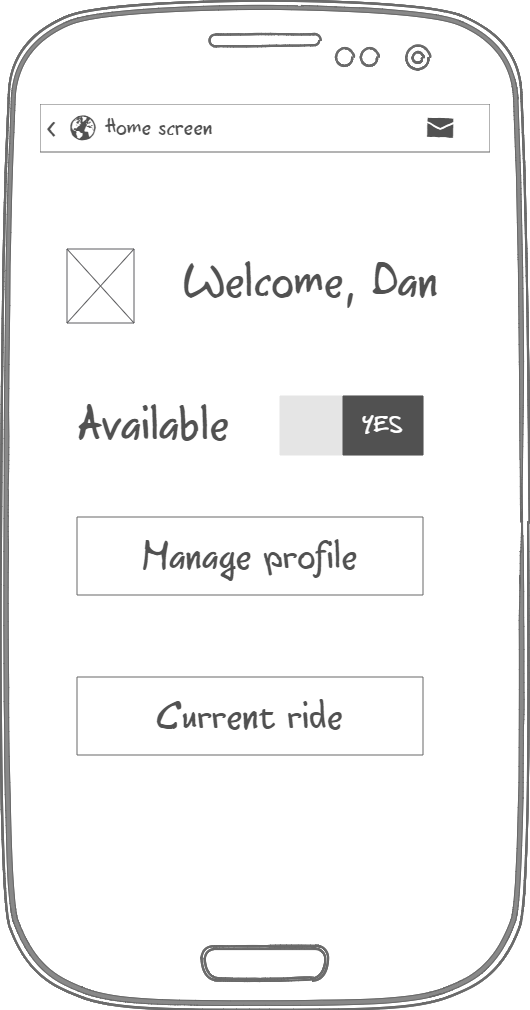 Home screen
Welcome, Dan
Available
YES
Manage profile
Current ride